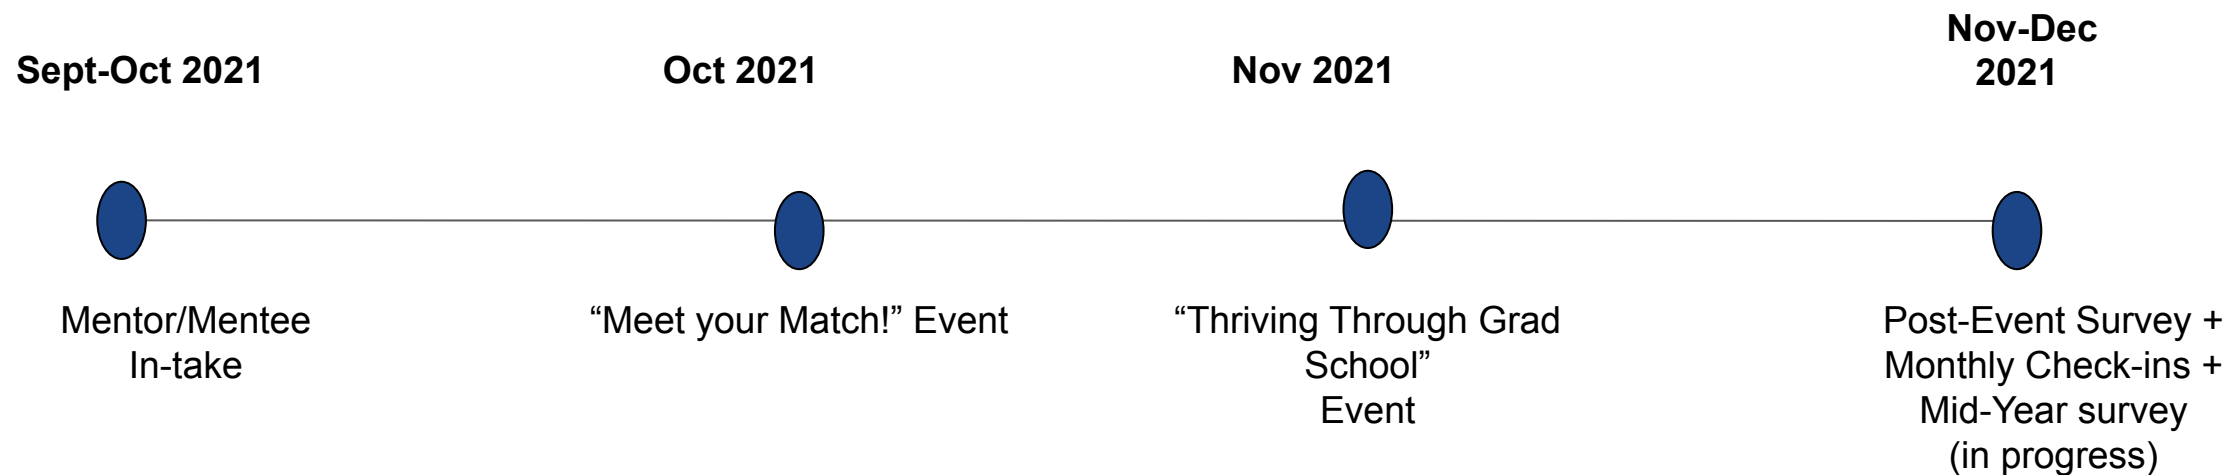 Sept-Oct 2021
Oct 2021
Nov 2021
Nov-Dec
2021
Mentor/Mentee
In-take
“Meet your Match!” Event
“Thriving Through Grad
School”
Event
Post-Event Survey +
Monthly Check-ins +
Mid-Year survey
(in progress)